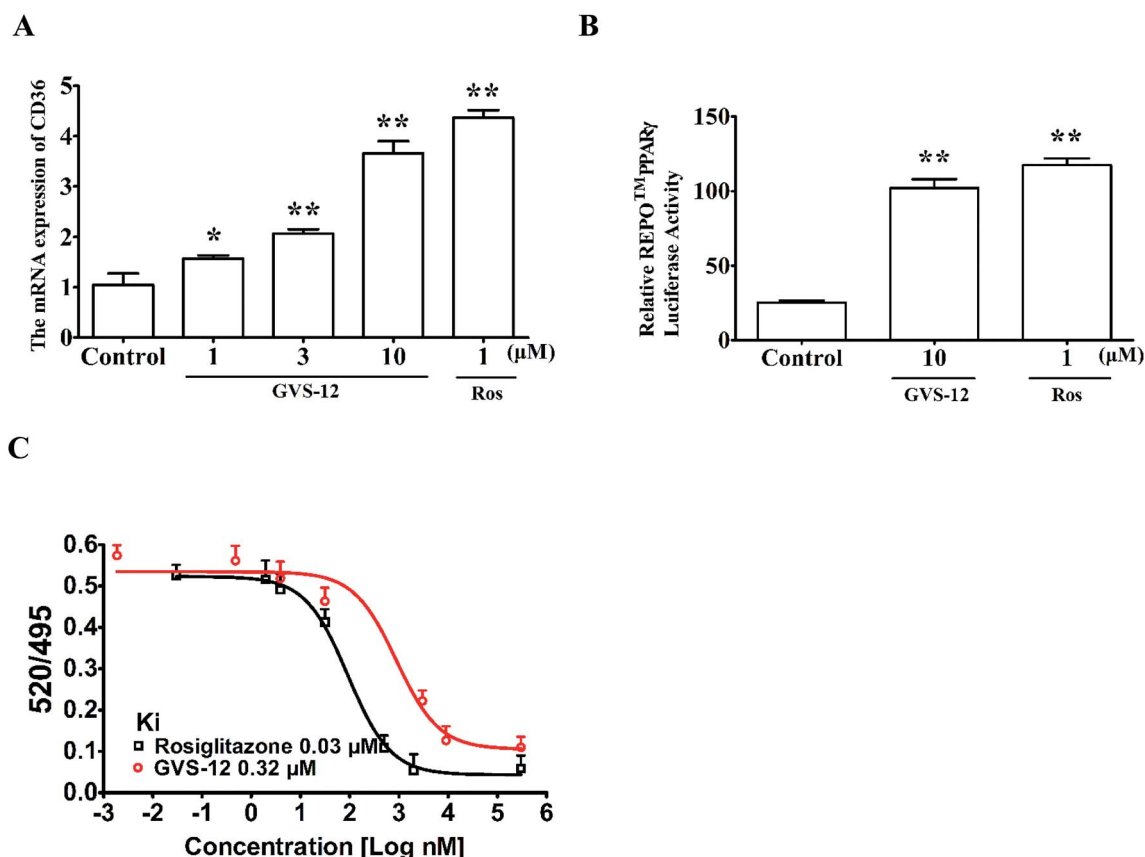 A
The mRNA expression of CD36
5
4
3
2
1
0
*
**
**
**
Control 1 3 10 1 (μM)
GVS-12 Ros
B
Relative REPO™PPARγ
Luciferase Activity
150
100
50
0
**
**
Control 10 1 (μM)
GVS-12 Ros
C
520/495
0.6
0.5
0.4
0.3
0.2
0.1
0.0
Ki
Rosiglitazone 0.03 μM
GVS-12 0.32 μM
-3 -2 -1 0 1 2 3 4 5 6
Concentration [Log nM]